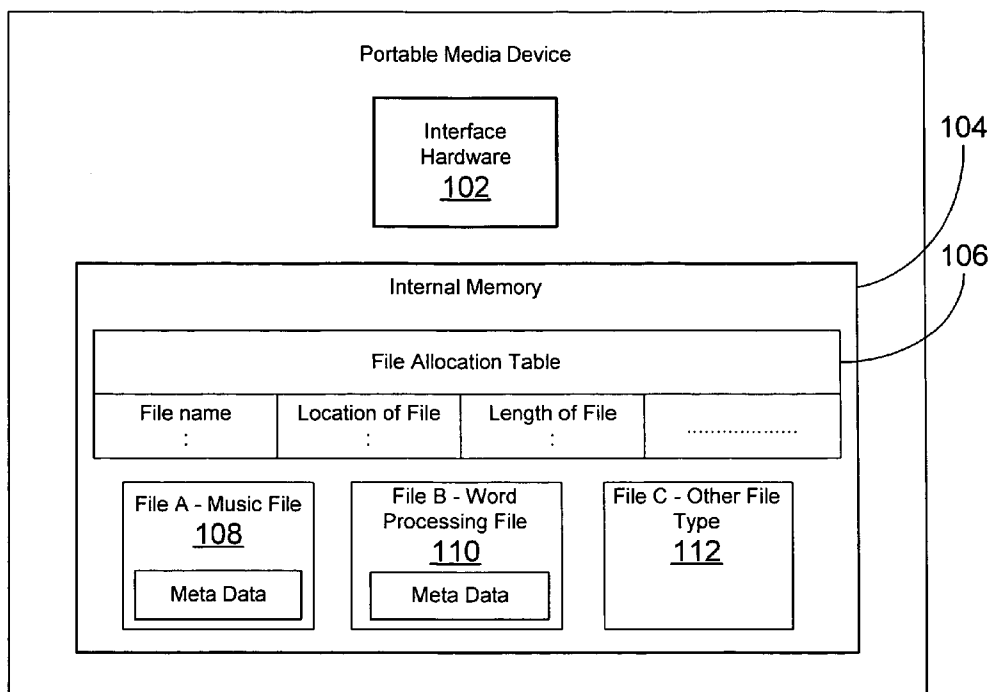 Portable Media Device
Interface
Hardware
102
104
106
Internal Memory
File Allocation Table
File name
:
Location of File
:
Length of File
:
...................
File A - Music File
108
Meta Data
File B - Word
Processing File
110
Meta Data
File C - Other File
Type
112